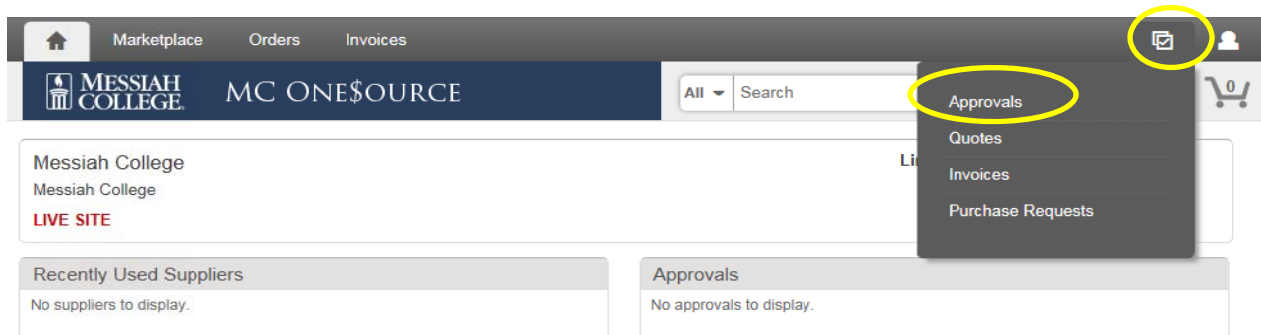 Marketplace Orders Invoices
MESSIAH COLLEGE. MC ONE$OURCE All Search 0
Approvals
Quotes
Invoices
Purchase Requests
Messiah College
Messiah College
LIVE SITE
Recently Used Suppliers
No suppliers to display.
Approvals
No approvals to display.